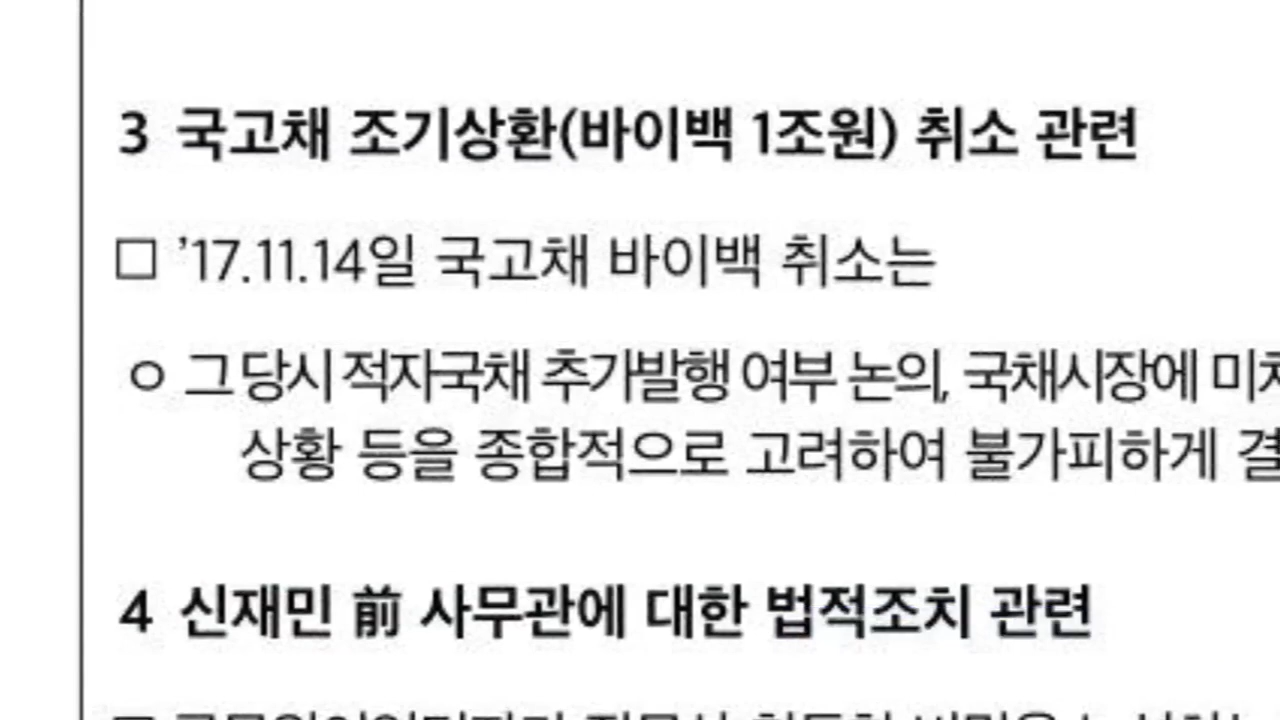 3 국고채 조기상환(바이백 1조원) 취소 관련
□ ’17.11.14일 국고채 바이백 취소는
ㅇ 그 당시 적자국채 추가발행 여부 논의, 국채시장에
상황 등을 종합적으로 고려하여 불가피하게
4 신재민 前 사무관에 대한 법적조치 관련